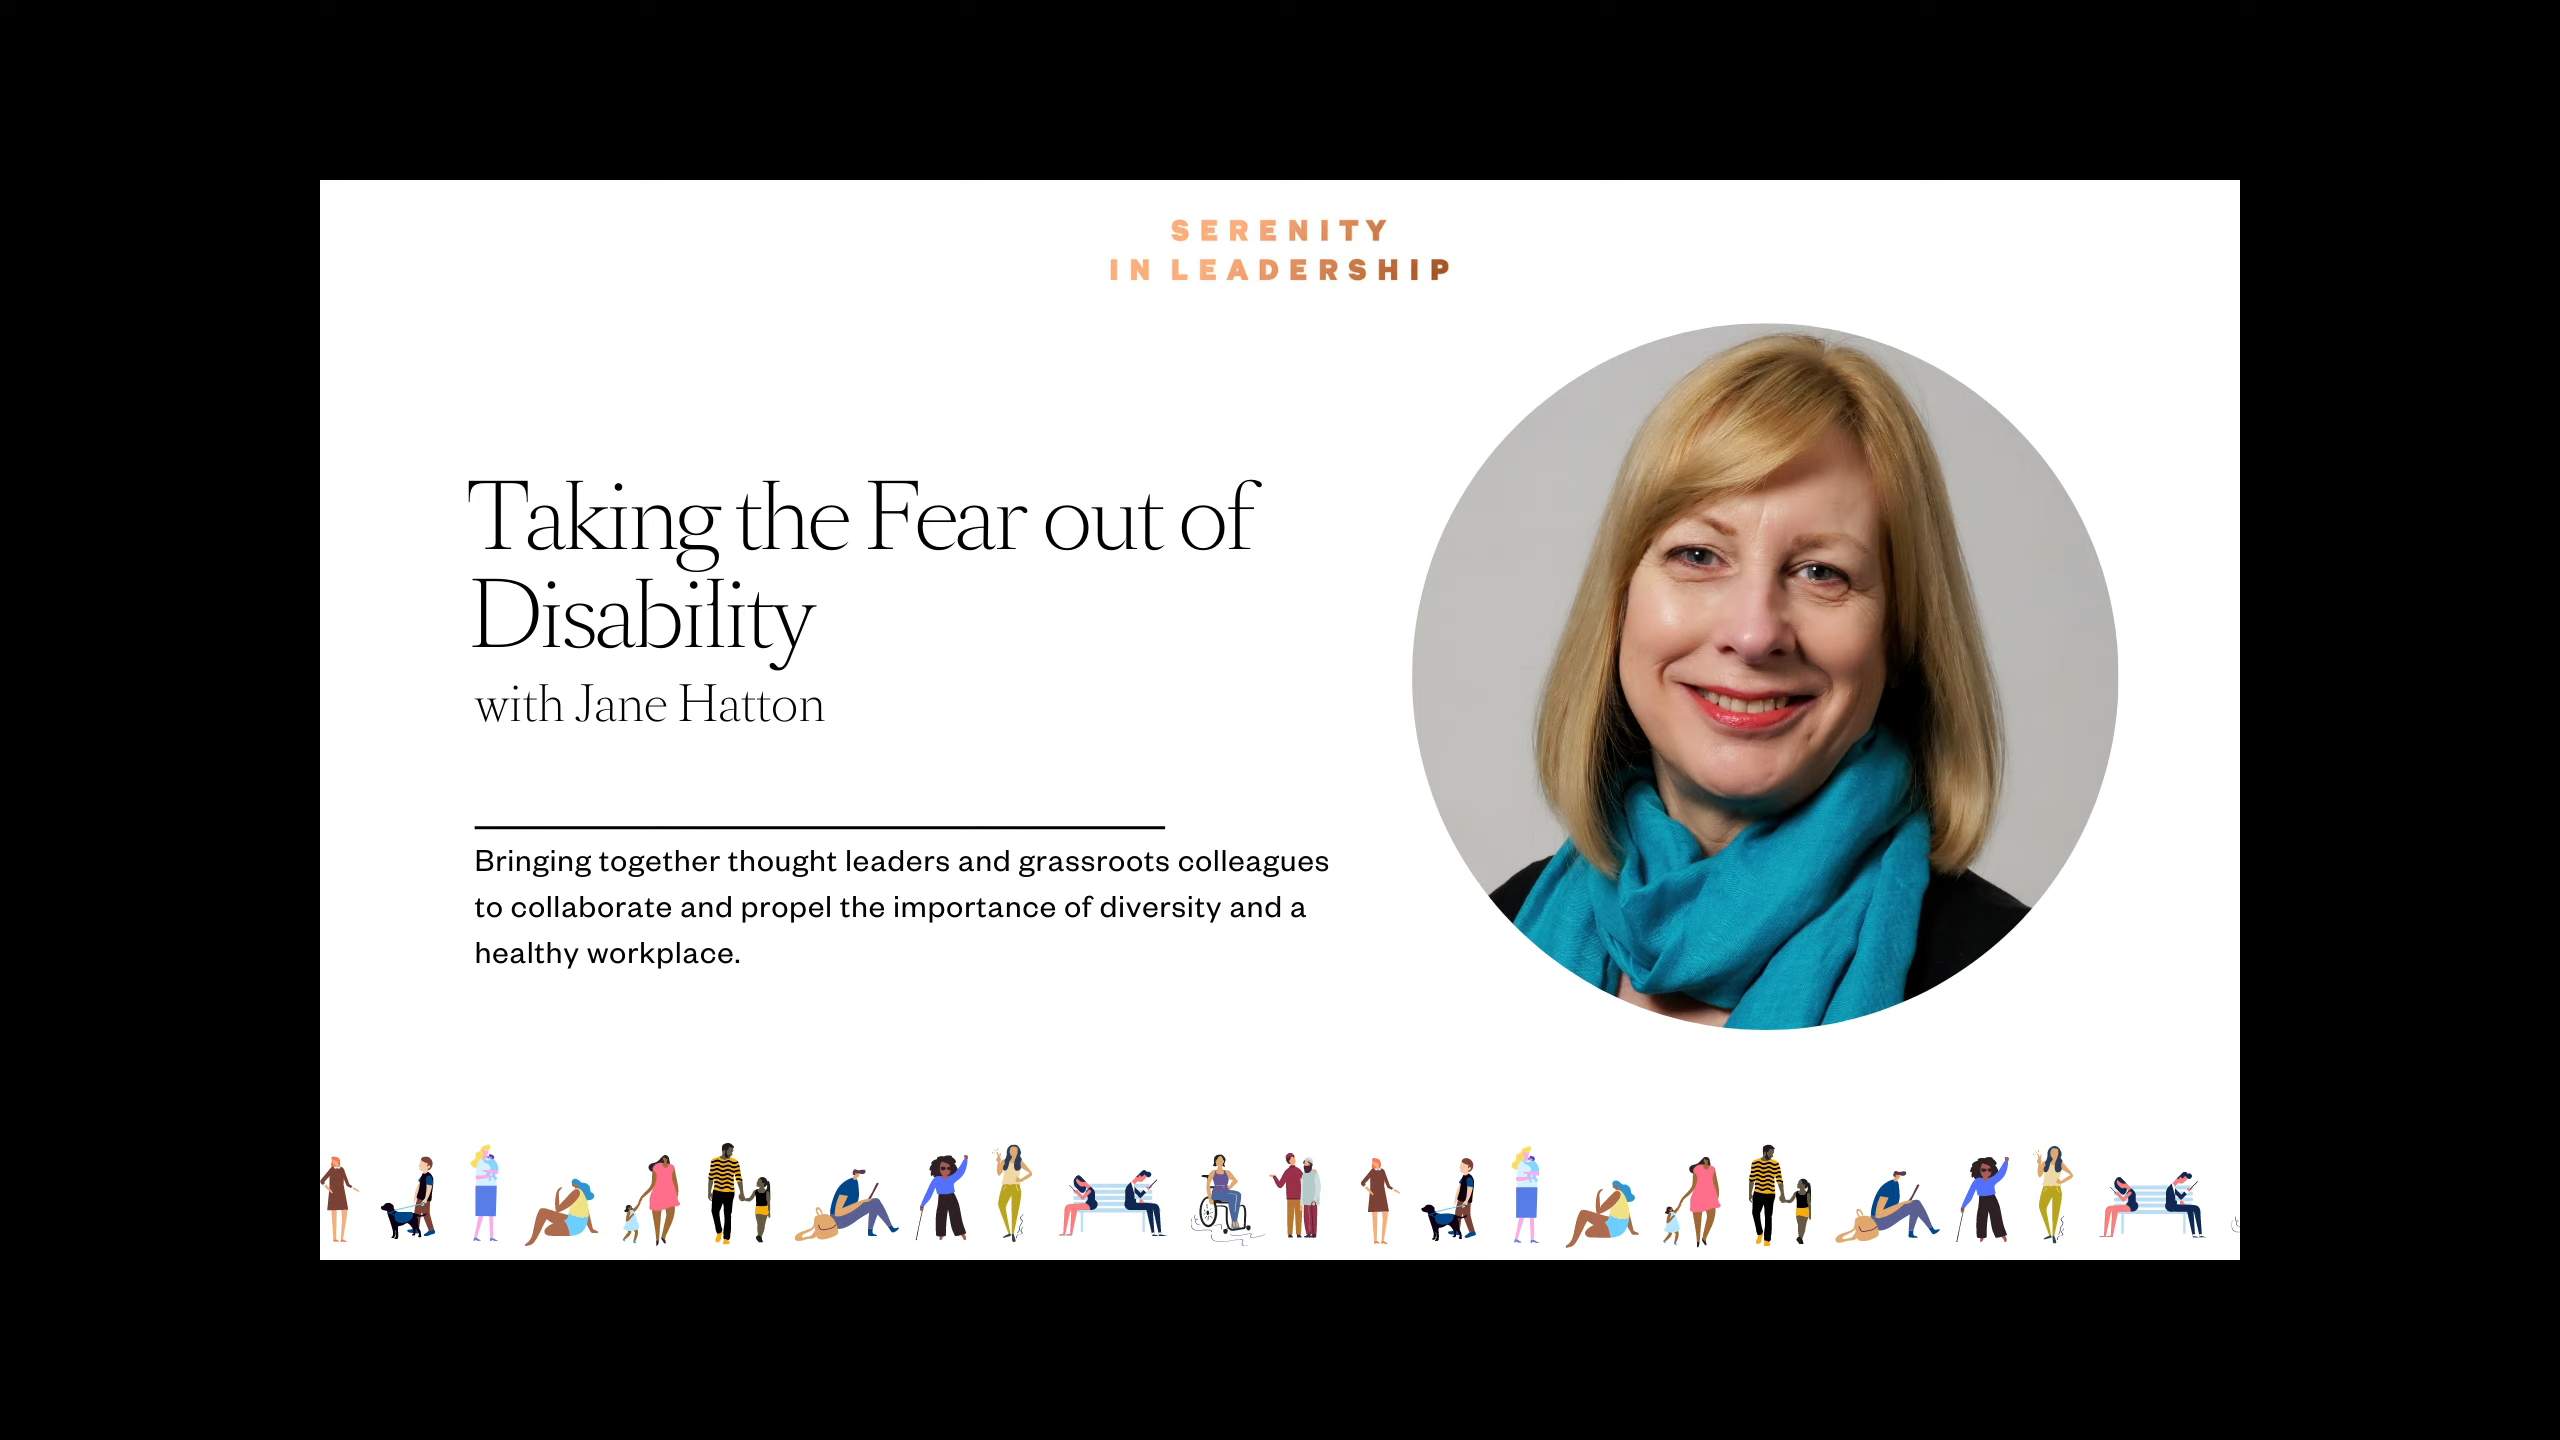 SERENITY
IN LEADERSHIP
Taking the Fear out of
Disability
with Jane Hatton
Bringing together thought leaders and grassroots colleagues
to collaborate and propel the importance of diversity and a
healthy workplace.